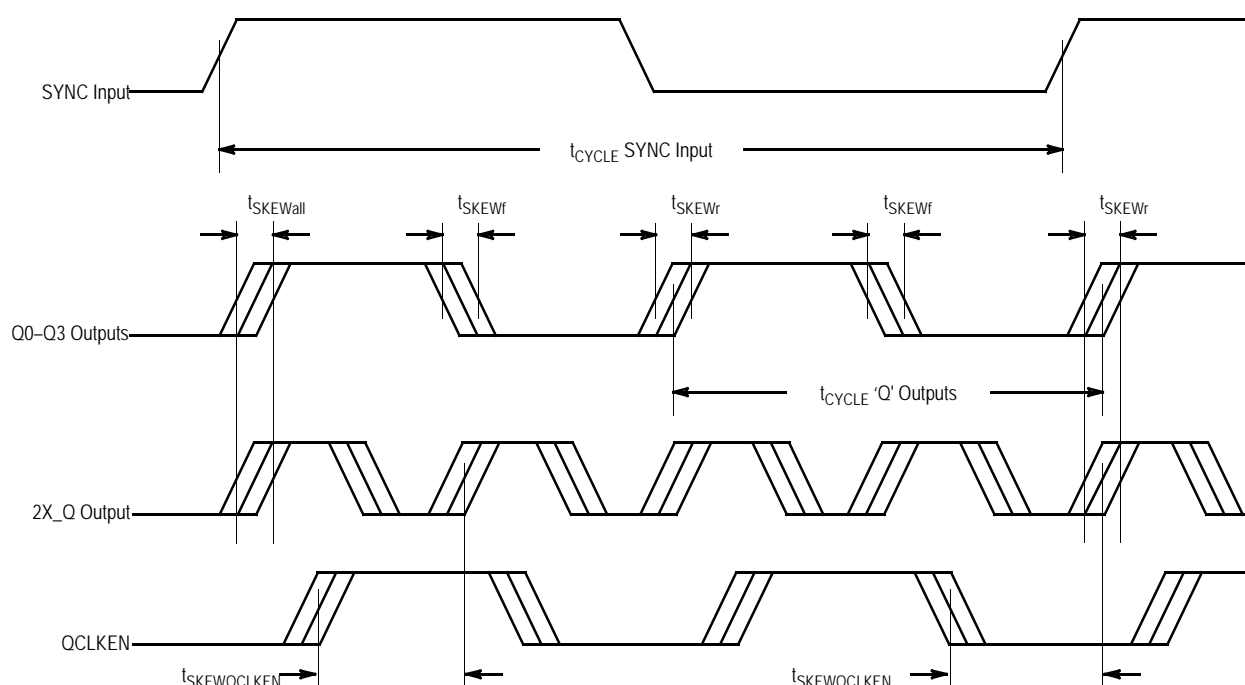 SYNC Input
tCYCLE SYNC Input
tSKEWall
tSKEWf
tSKEWr
tSKEWf
tSKEWr
Q0–Q3 Outputs
tCYCLE ‘Q’ Outputs
2X_Q Output
QCLKEN
tSKEWQCLKEN
tSKEWQCLKEN